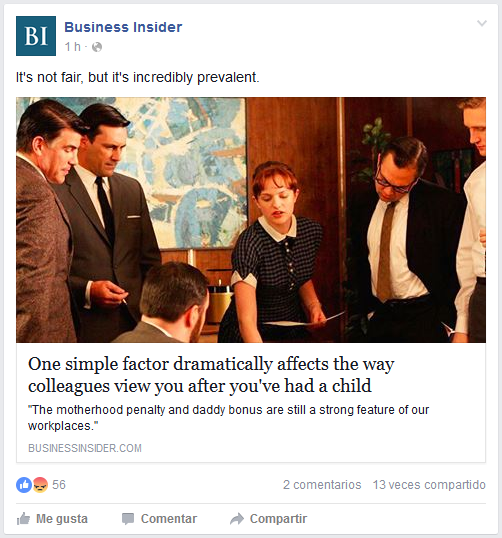 BI
Business Insider
1 h ·
It's not fair, but it's incredibly prevalent.
One simple factor dramatically affects the way
colleagues view you after you've had a child
"The motherhood penalty and daddy bonus are still a strong feature of our
workplaces."
BUSINESSINSIDER.COM
56
2 comentarios 13 veces compartido
Me gusta Comentar Compartir